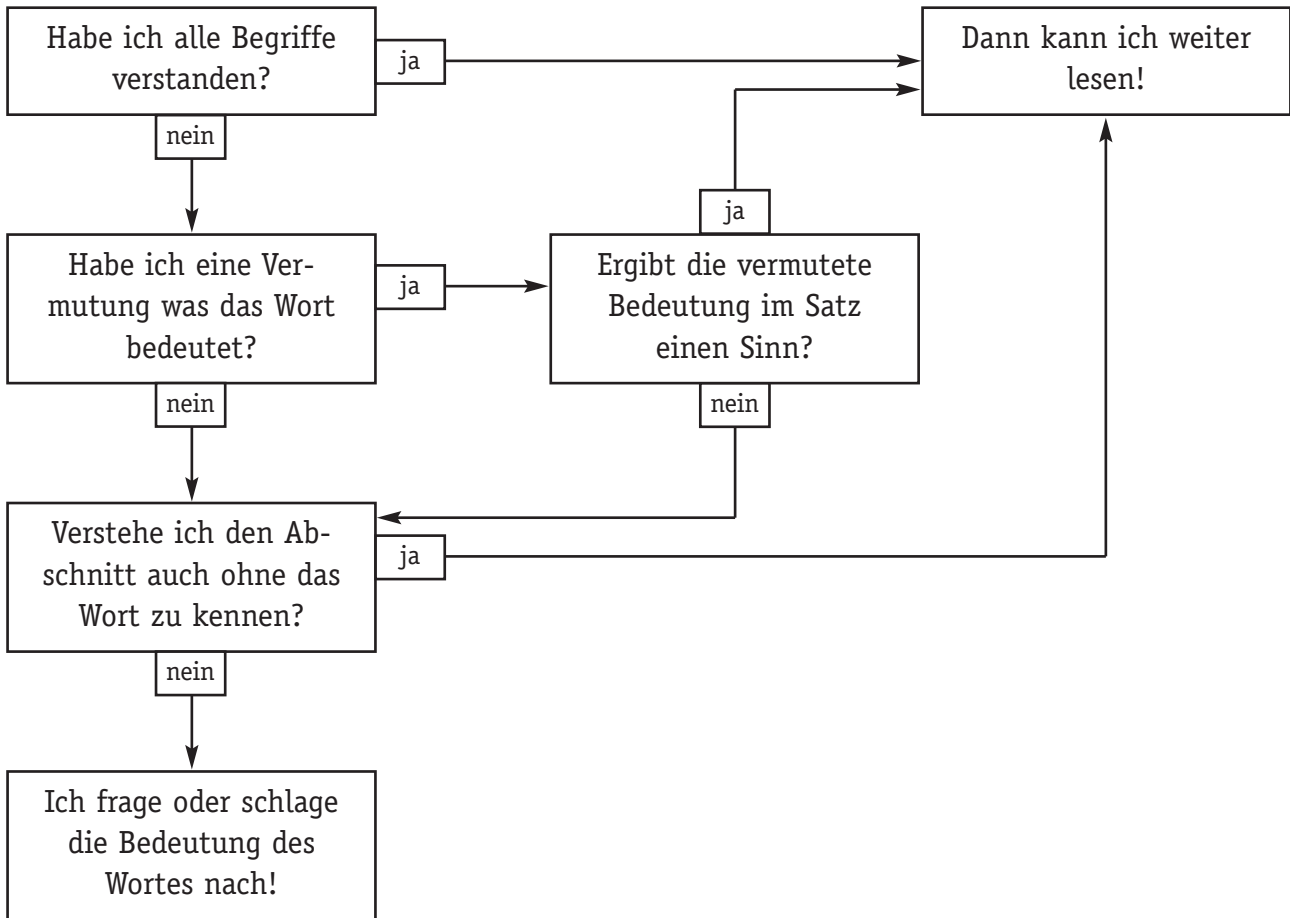 Habe ich alle Begriffe
verstanden?
ja
Dann kann ich weiter
lesen!
nein
ja
Habe ich eine Ver-
mutung was das Wort
bedeutet?
ja
Ergibt die vermutete
Bedeutung im Satz
einen Sinn?
nein
nein
Verstehe ich den Ab-
schnitt auch ohne das
Wort zu kennen?
ja
nein
Ich frage oder schlage
die Bedeutung des
Wortes nach!